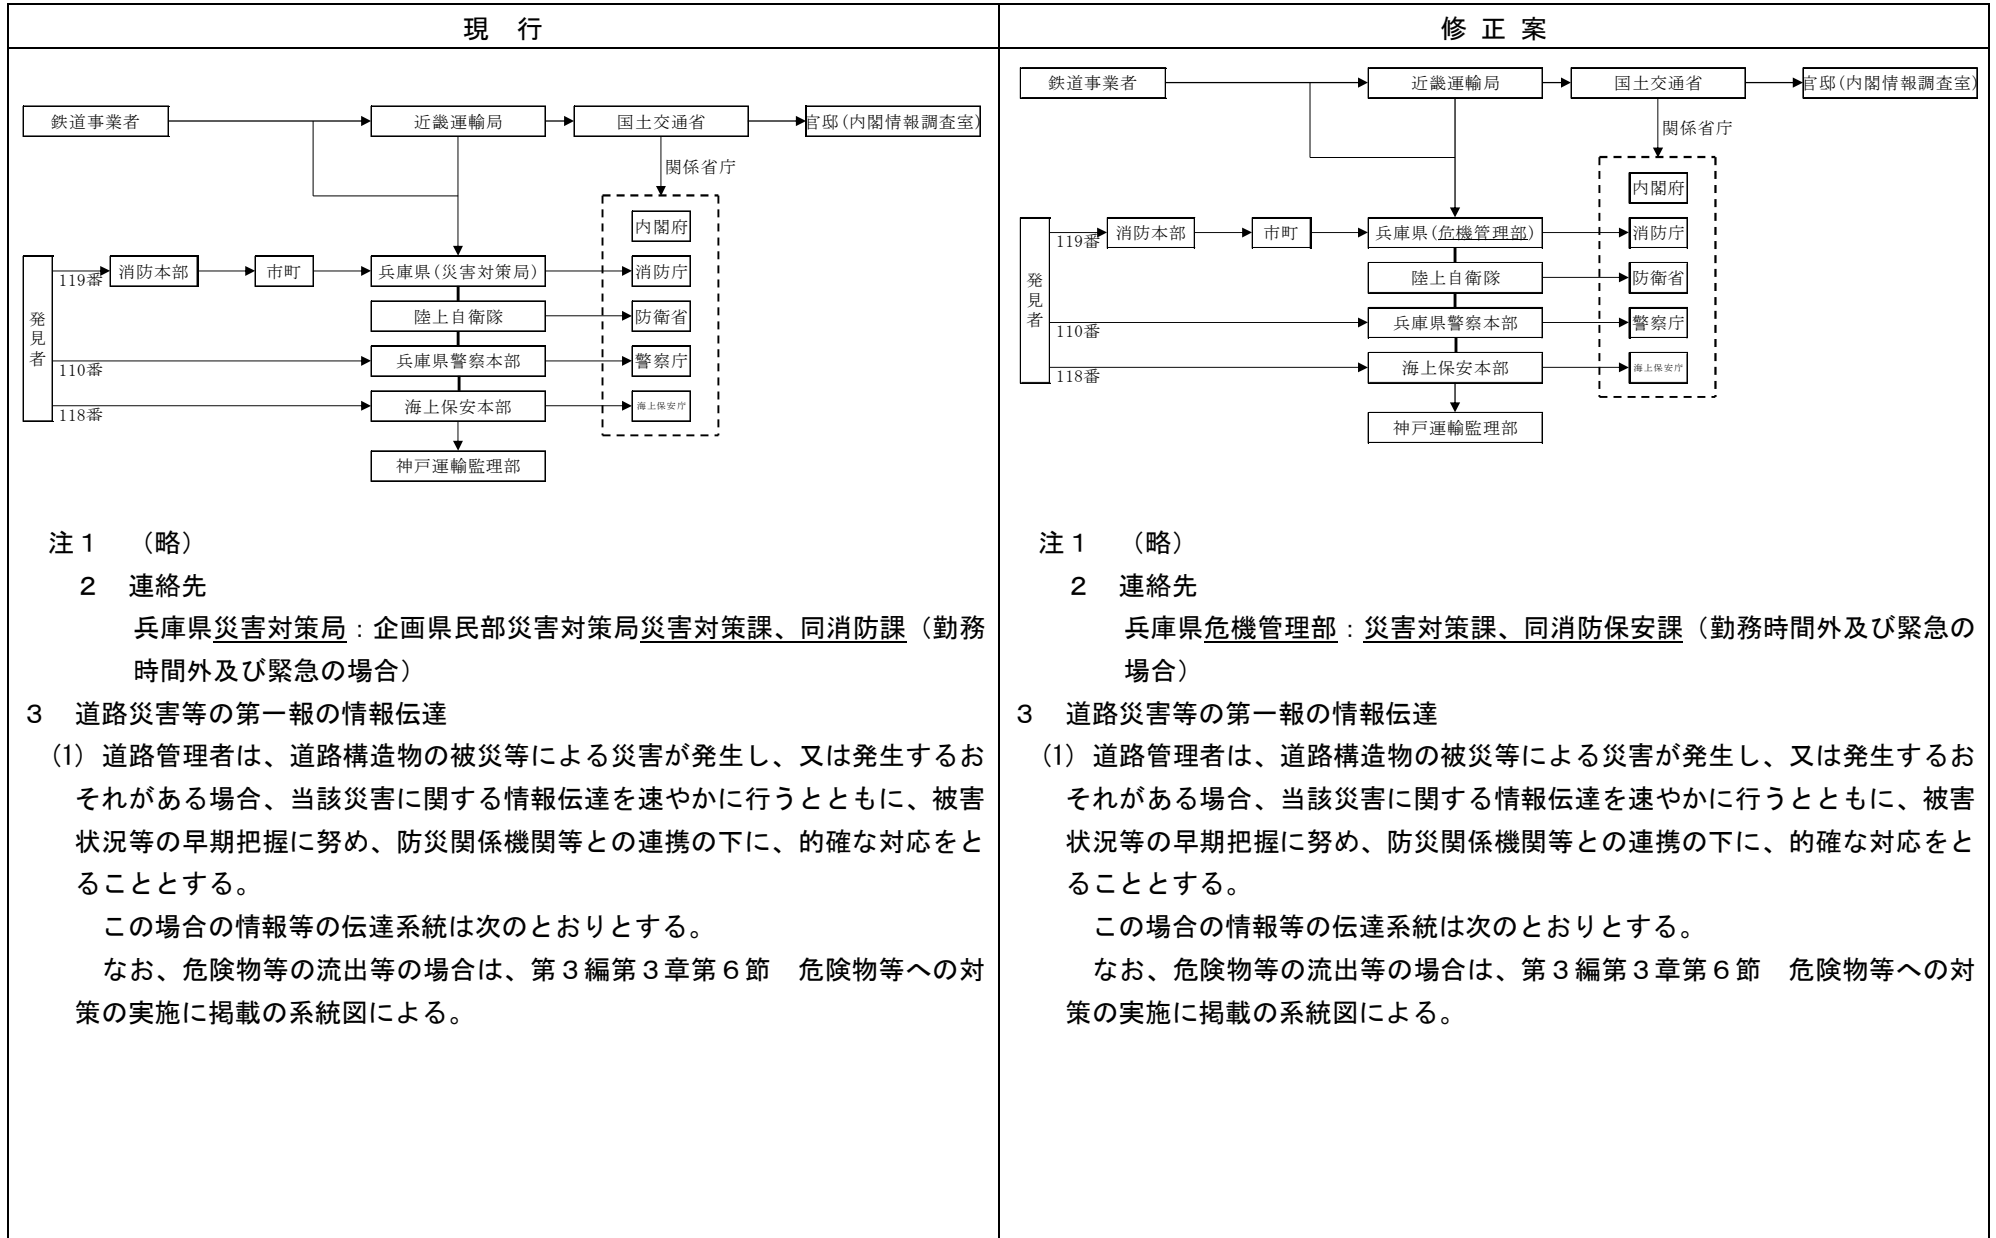 現　行
鉄道事業者
近畿運輸局
国土交通省
官邸(内閣情報調査室)
関係省庁
内閣府
発見者
119番
消防本部
市町
兵庫県(災害対策局)
消防庁
陸上自衛隊
防衛省
110番
兵庫県警察本部
警察庁
118番
海上保安本部
海上保安庁
神戸運輸監理部
注１　（略）
２　連絡先
兵庫県災害対策局：企画県民部災害対策局災害対策課、同消防課（勤務
時間外及び緊急の場合）
３　道路災害等の第一報の情報伝達
(1) 道路管理者は、道路構造物の被災等による災害が発生し、又は発生するお
それがある場合、当該災害に関する情報伝達を速やかに行うとともに、被害
状況等の早期把握に努め、防災関係機関等との連携の下に、的確な対応をと
ることとする。
この場合の情報等の伝達系統は次のとおりとする。
なお、危険物等の流出等の場合は、第３編第３章第６節　危険物等への対
策の実施に掲載の系統図による。
修 正 案
鉄道事業者
近畿運輸局
国土交通省
官邸(内閣情報調査室)
関係省庁
内閣府
発見者
119番
消防本部
市町
兵庫県(危機管理部)
消防庁
陸上自衛隊
防衛省
110番
兵庫県警察本部
警察庁
118番
海上保安本部
海上保安庁
神戸運輸監理部
注１　（略）
２　連絡先
兵庫県危機管理部：災害対策課、同消防保安課（勤務時間外及び緊急の
場合）
３　道路災害等の第一報の情報伝達
(1) 道路管理者は、道路構造物の被災等による災害が発生し、又は発生するお
それがある場合、当該災害に関する情報伝達を速やかに行うとともに、被害
状況等の早期把握に努め、防災関係機関等との連携の下に、的確な対応をと
ることとする。
この場合の情報等の伝達系統は次のとおりとする。
なお、危険物等の流出等の場合は、第３編第３章第６節　危険物等への対
策の実施に掲載の系統図による。